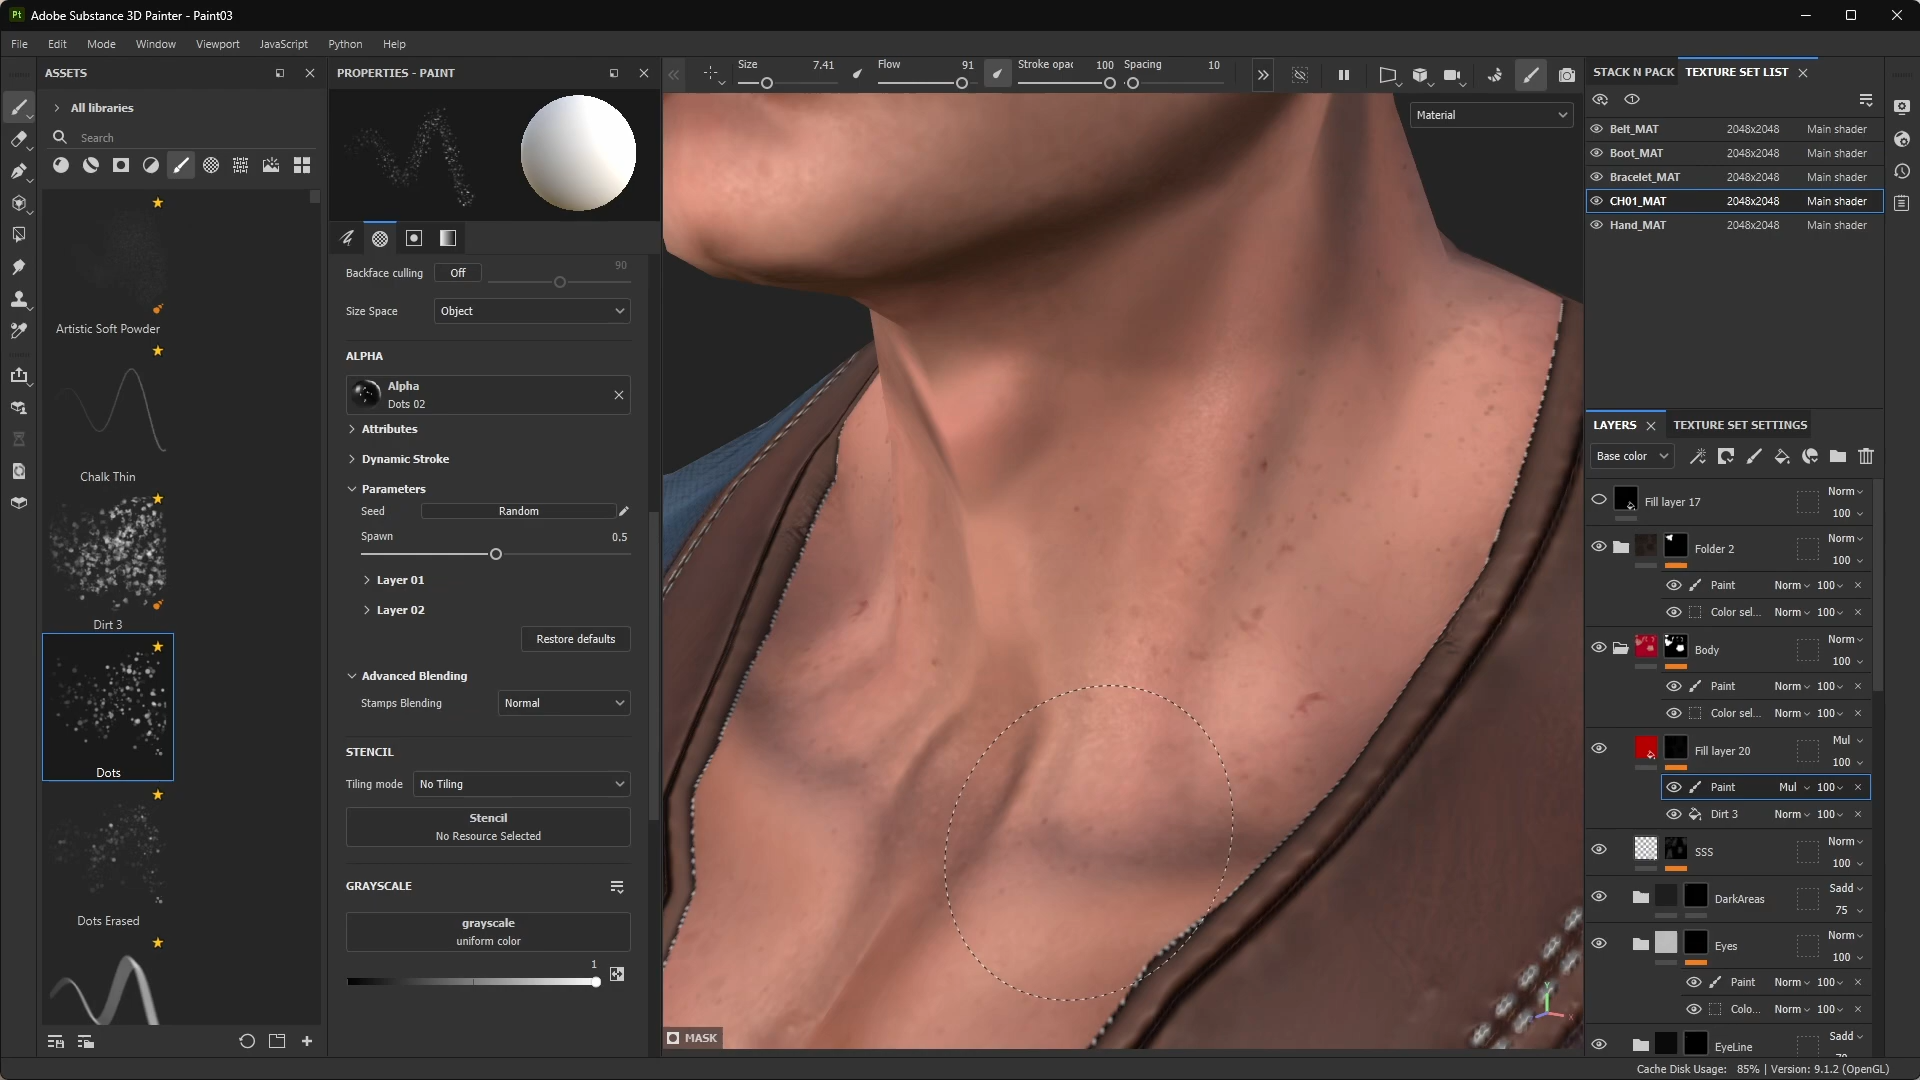 Pt Adobe Substance 3D Painter - Paint03
File Edit Mode Window Viewport JavaScript Python Help
ASSETS
All libraries
Search
Artistic Soft Powder
Chalk Thin
Dirt 3
Dots
Dots Erased
PROPERTIES - PAINT
Backface culling Off 90
Size Space Object
ALPHA
Alpha
Dots 02
Attributes
Dynamic Stroke
Parameters
Seed Random
Spawn 0.5
Layer 01
Layer 02
Restore defaults
Advanced Blending
Stamps Blending Normal
STENCIL
Tiling mode No Tiling
Stencil
No Resource Selected
GRAYSCALE
grayscale
uniform color
1
Size 7.41 Flow 91 Stroke opac 100 Spacing 10
Material
MASK
Y
STACK N PACK TEXTURE SET LIST
Belt_MAT 2048x2048 Main shader
Boot_MAT 2048x2048 Main shader
Bracelet_MAT 2048x2048 Main shader
CH01_MAT 2048x2048 Main shader
Hand_MAT 2048x2048 Main shader
LAYERS TEXTURE SET SETTINGS
Base color
Fill layer 17 Norm 100
Folder 2 Norm 100
Paint Norm 100
Color sel... Norm 100
Body Norm 100
Paint Norm 100
Color sel... Norm 100
Fill layer 20 Mul 100
Paint Mul 100
Dirt 3 Norm 100
SSS Norm 100
DarkAreas Sadd 75
Eyes Norm 100
Paint Norm 100
Colo... Norm 100
EyeLine Sadd
Cache Disk Usage: 85% | Version: 9.1.2 (OpenGL)